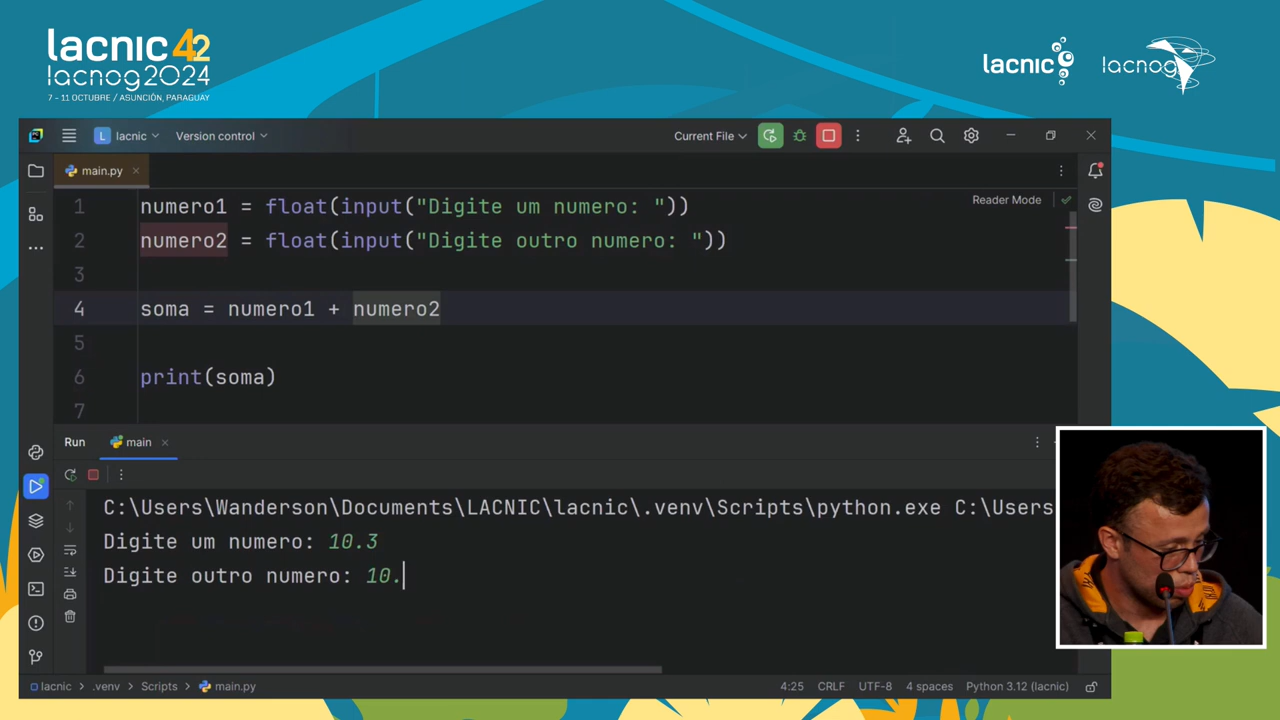 lacnic 42
lacnog2024
7 - 11 OCTUBRE / ASUNCIÓN, PARAGUAY
lacnic
lacnog
L lacnic
Version control
Current File
main.py
Reader Mode
1 numero1 = float(input("Digite um numero: "))
2 numero2 = float(input("Digite outro numero: "))
3
4 soma = numero1 + numero2
5
6 print(soma)
7
Run
main
C:\Users\Wanderson\Documents\LACNIC\lacnic\.venv\Scripts\python.exe C:\Users
Digite um numero: 10.3
Digite outro numero: 10.
lacnic
.venv
Scripts
main.py
4:25
CRLF
UTF-8
4 spaces
Python 3.12 (lacnic)